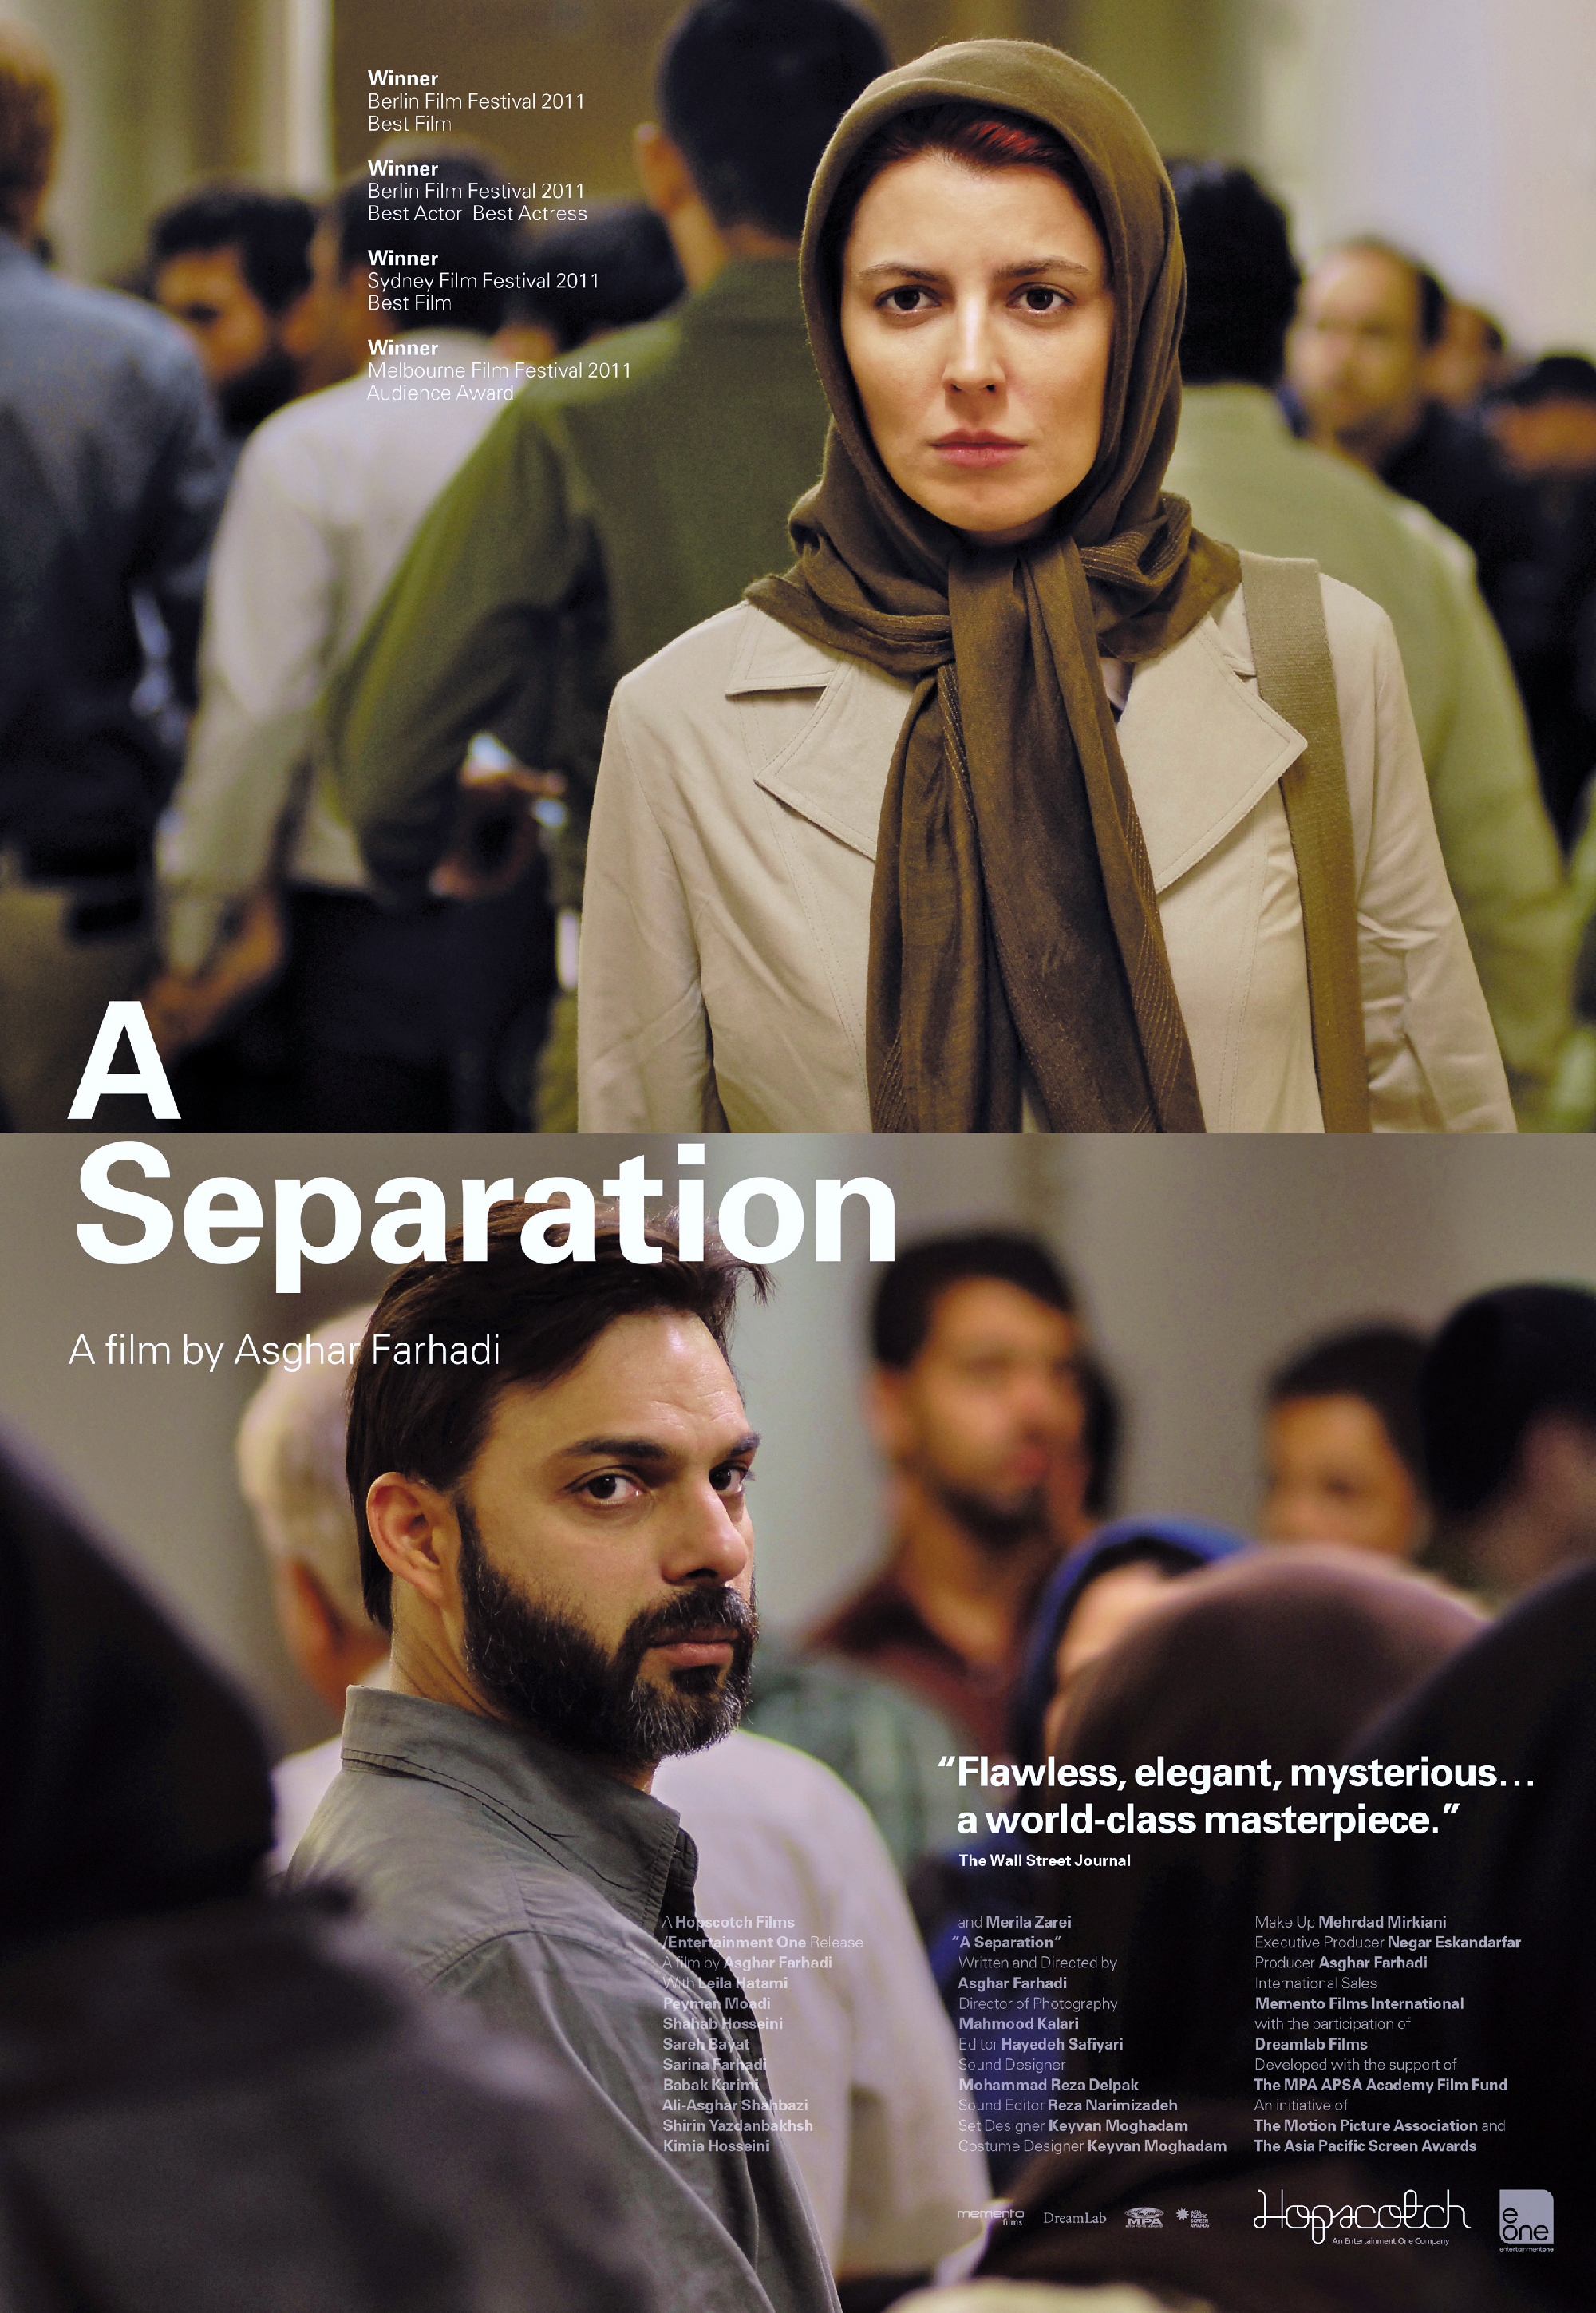 Winner
Berlin Film Festival 2011
Best Film
Winner
Berlin Film Festival 2011
Best Actor Best Actress
Winner
Sydney Film Festival 2011
Best Film
Winner
Melbourne Film Festival 2011
Audience Award
A
Separation
A film by Asghar Farhadi
“Flawless, elegant, mysterious…
a world-class masterpiece.”
The Wall Street Journal
A Hopscotch Films
/Entertainment One Release
A film by Asghar Farhadi
With Leila Hatami
Peyman Moadi
Shahab Hosseini
Sareh Bayat
Sarina Farhadi
Babak Karimi
Ali-Asghar Shahbazi
Shirin Yazdanbakhsh
Kimia Hosseini
and Merila Zarei
“A Separation”
Written and Directed by
Asghar Farhadi
Director of Photography
Mahmood Kalari
Editor Hayedeh Safiyari
Sound Designer
Mohammad Reza Delpak
Sound Editor Reza Narimizadeh
Set Designer Keyvan Moghadam
Costume Designer Keyvan Moghadam
Make Up Mehrdad Mirkiani
Executive Producer Negar Eskandarfar
Producer Asghar Farhadi
International Sales
Memento Films International
with the participation of
Dreamlab Films
Developed with the support of
The MPA APSA Academy Film Fund
An initiative of
The Motion Picture Association and
The Asia Pacific Screen Awards
memento
films
DreamLab
MPA
ASIA
PACIFIC
SCREEN
AWARDS
Hopscotch
An Entertainment One Company
e
one
entertainmentone